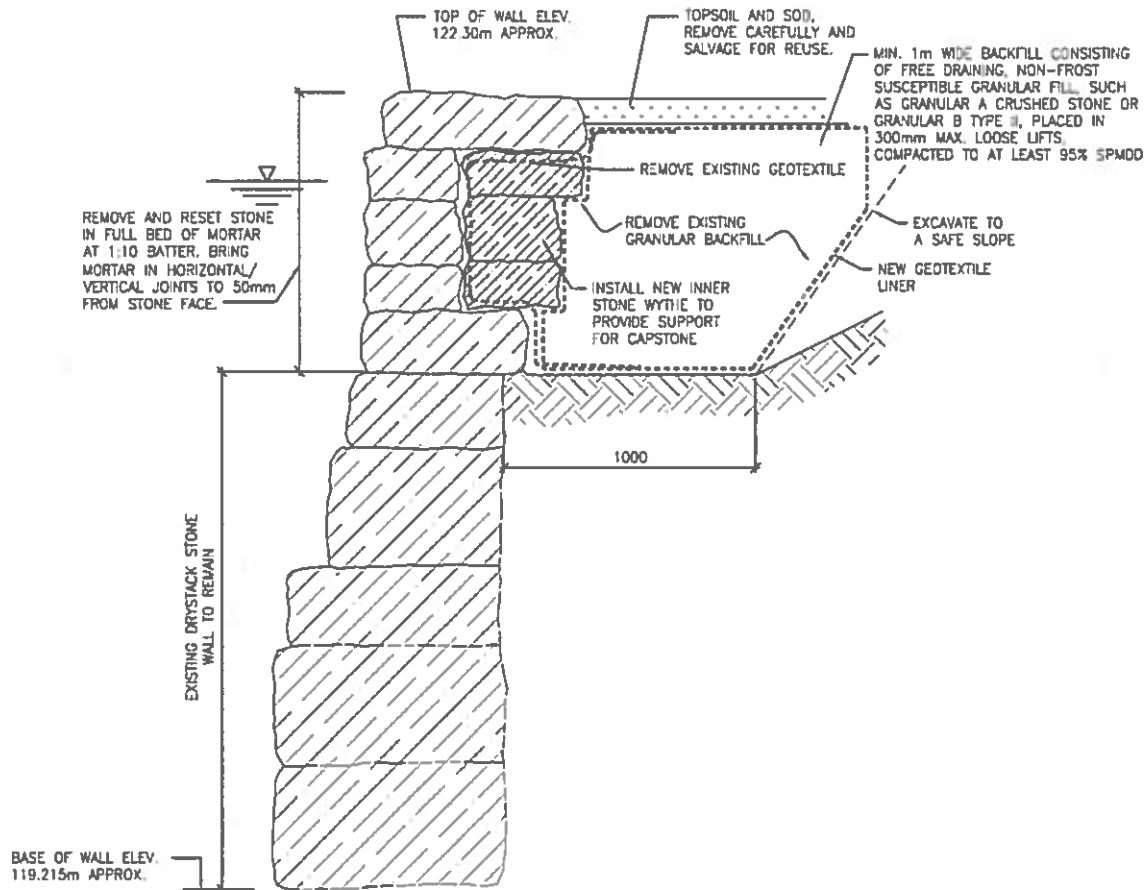 TOP OF WALL ELEV.
122.30m APPROX.
TOPSOIL AND SOD,
REMOVE CAREFULLY AND
SALVAGE FOR REUSE.
MIN. 1m WIDE BACKFILL CONSISTING
OF FREE DRAINING, NON-FROST
SUSCEPTIBLE GRANULAR FILL, SUCH
AS GRANULAR A CRUSHED STONE OR
GRANULAR B TYPE II, PLACED IN
300mm MAX. LOOSE LIFTS,
COMPACTED TO AT LEAST 95% SPMDD
REMOVE EXISTING GEOTEXTILE
REMOVE AND RESET STONE
IN FULL BED OF MORTAR
AT 1:10 BATTER. BRING
MORTAR IN HORIZONTAL/
VERTICAL JOINTS TO 50mm
FROM STONE FACE.
REMOVE EXISTING
GRANULAR BACKFILL
EXCAVATE TO
A SAFE SLOPE
NEW GEOTEXTILE
LINER
INSTALL NEW INNER
STONE WYTHE TO
PROVIDE SUPPORT
FOR CAPSTONE
1000
EXISTING DRYSTACK STONE
WALL TO REMAIN
BASE OF WALL ELEV.
119.215m APPROX.